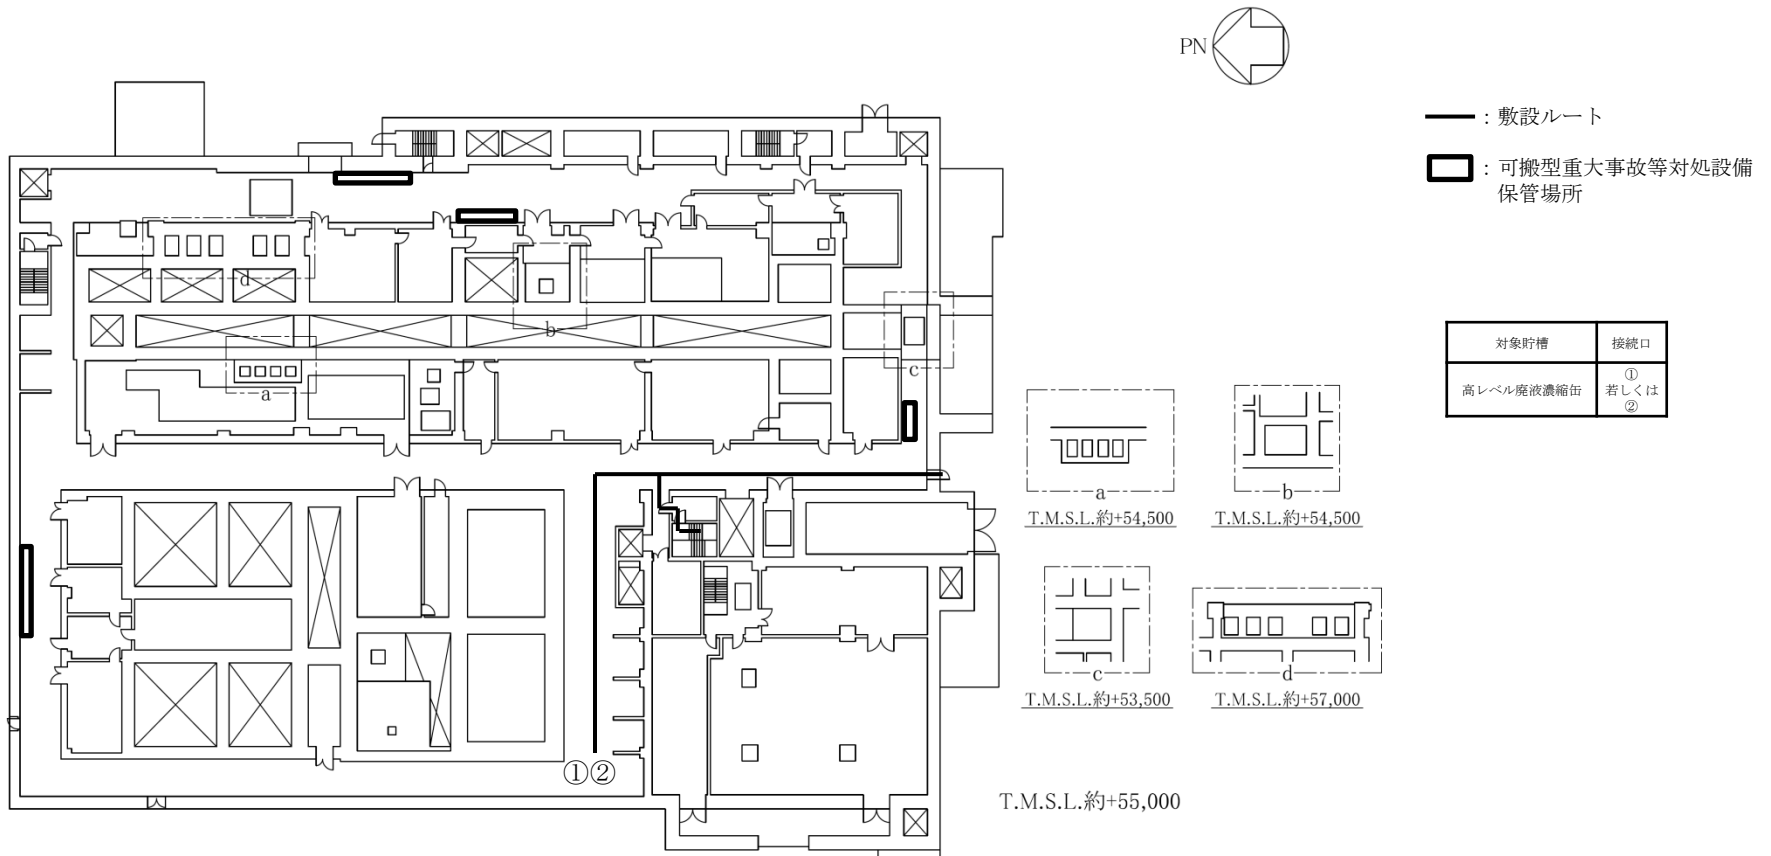 PN
━ : 敷設ルート
: 可搬型重大事故等対処設備
保管場所
d
b
a
c
対象貯槽 接続口
高レベル廃液濃縮缶 ①
若しくは
②
a
T.M.S.L.約+54,500
b
T.M.S.L.約+54,500
c
T.M.S.L.約+53,500
d
T.M.S.L.約+57,000
①②
T.M.S.L.約+55,000